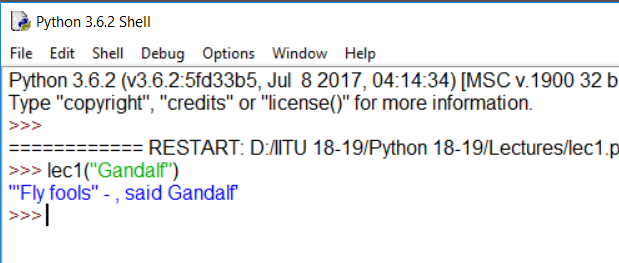 Python 3.6.2 Shell
File Edit Shell Debug Options Window Help
Python 3.6.2 (v3.6.2:5fd33b5, Jul 8 2017, 04:14:34) [MSC v.1900 32 b
Type "copyright", "credits" or "license()" for more information.
>>>
============ RESTART: D:/IITU 18-19/Python 18-19/Lectures/lec1.p
>>> lec1("Gandalf")
'"Fly fools" - , said Gandalf'
>>>